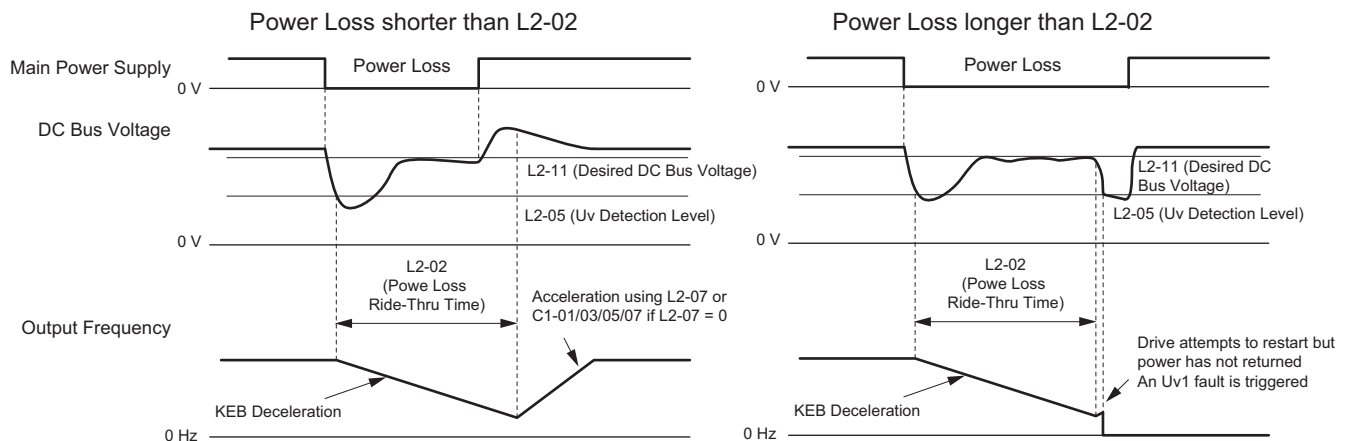 Power Loss shorter than L2-02
Main Power Supply
Power Loss
0 V
DC Bus Voltage
L2-11 (Desired DC Bus Voltage)
L2-05 (Uv Detection Level)
0 V
L2-02
(Powe Loss
Ride-Thru Time)
Acceleration using L2-07 or
C1-01/03/05/07 if L2-07 = 0
Output Frequency
KEB Deceleration
0 Hz
Power Loss longer than L2-02
Power Loss
0 V
L2-11 (Desired DC
Bus Voltage)
L2-05 (Uv Detection Level)
0 V
L2-02
(Powe Loss
Ride-Thru Time)
Drive attempts to restart but
power has not returned
An Uv1 fault is triggered
KEB Deceleration
0 Hz